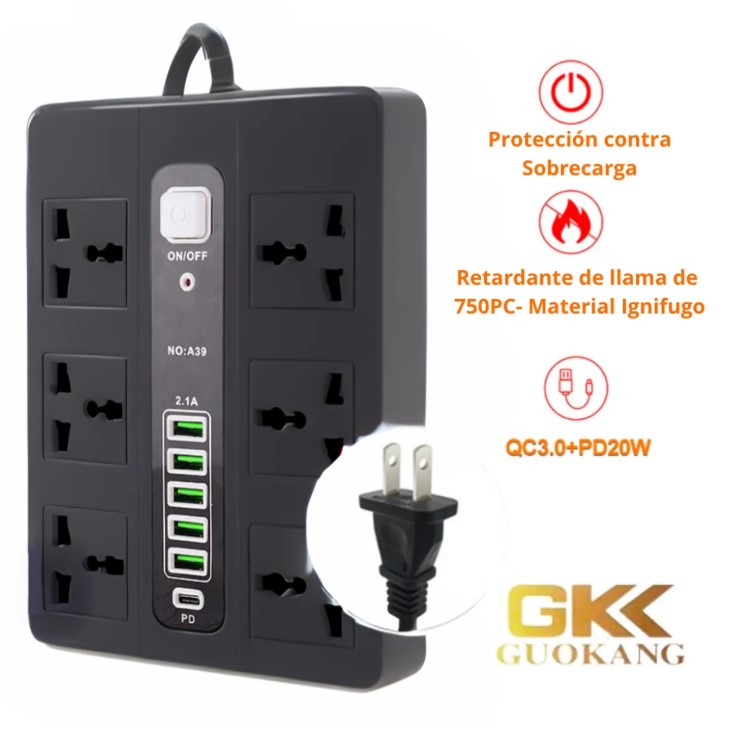 Protección contra
Sobrecarga
Retardante de llama de
750PC- Material Ignifugo
QC3.0+PD20W
ON/OFF
NO:A39
2.1A
PD
GKK
GUOKANG